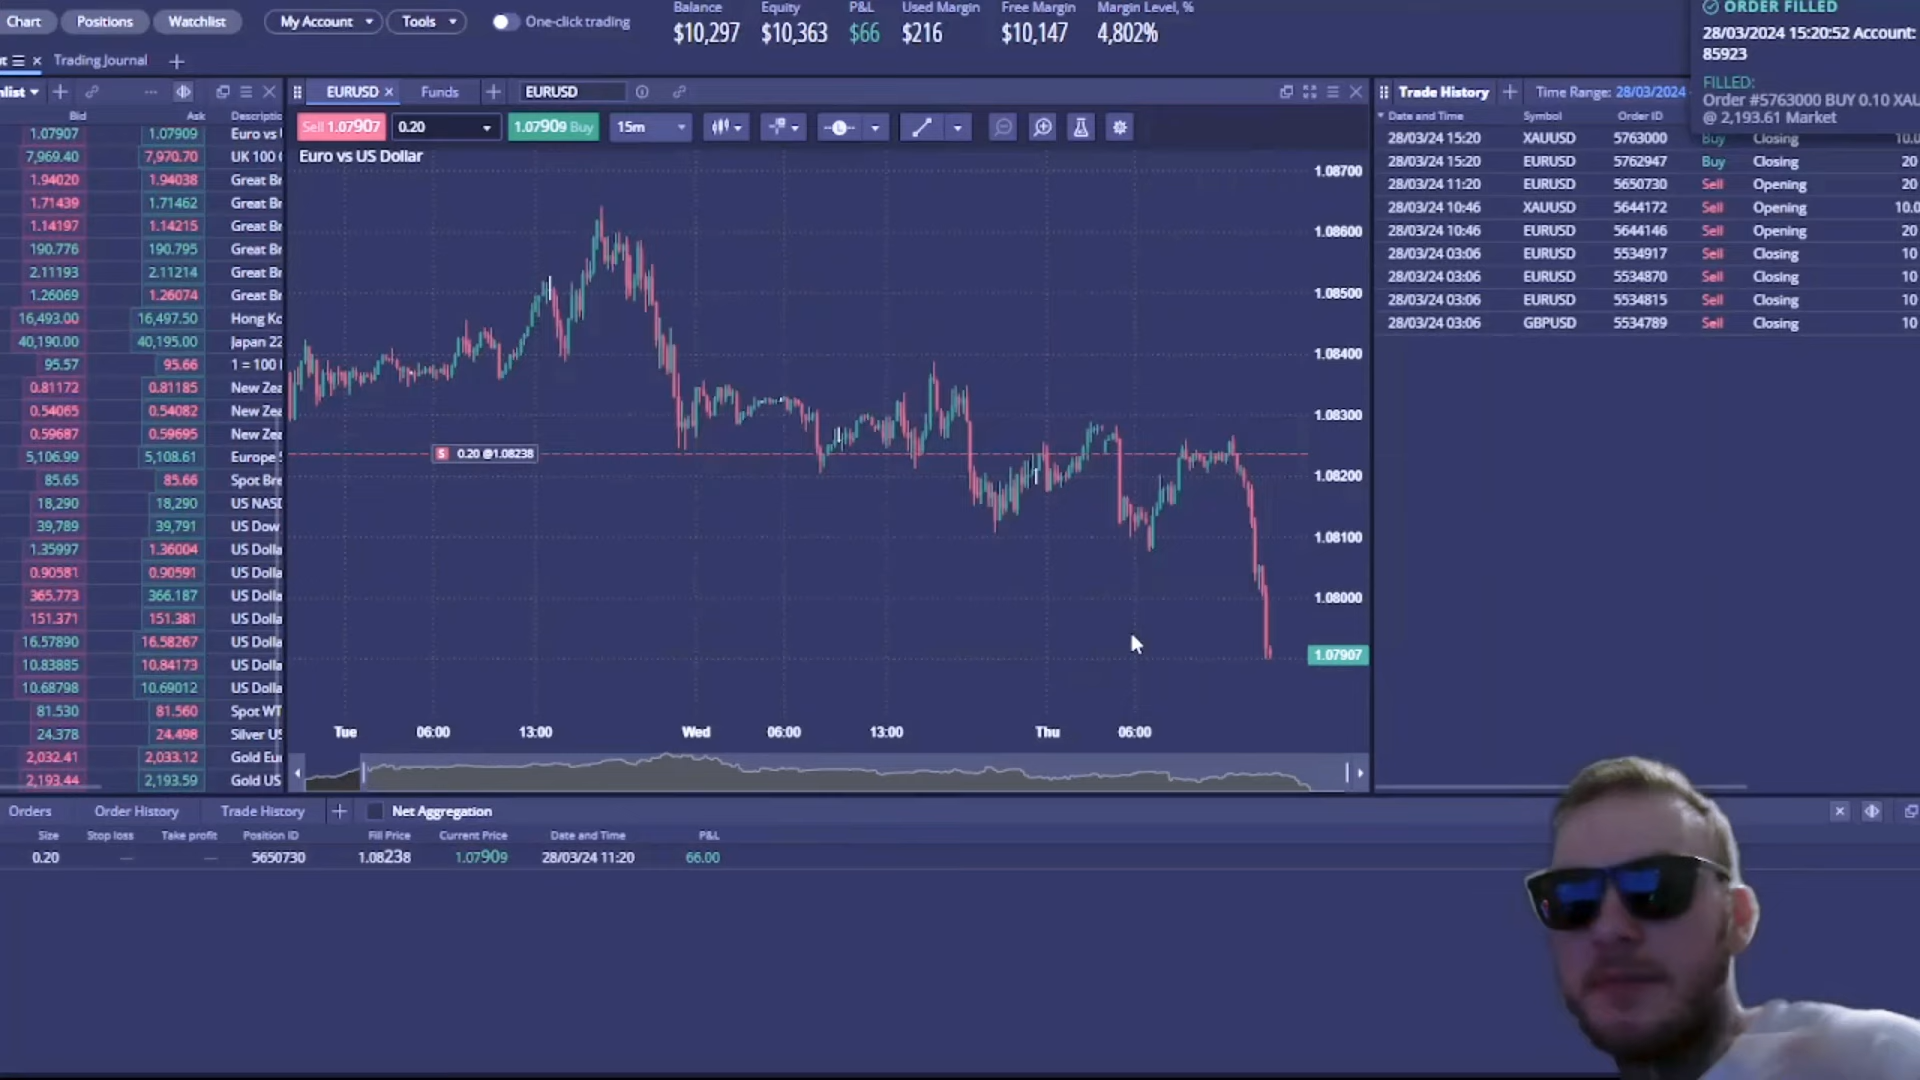 Chart Positions Watchlist My Account Tools One-click trading
Balance Equity P&L Used Margin Free Margin Margin Level, %
$10,297 $10,363 $66 $216 $10,147 4,802%
ORDER FILLED
28/03/2024 15:20:52 Account:
85923
FILLED:
Order #5763000 BUY 0.10 XAU
@ 2,193.61 Market
Trading Journal
Bid Ask Descriptio
1.07907 1.07909 Euro vs
7,969.40 7,970.70 UK 100
1.94020 1.94038 Great Br
1.71439 1.71462 Great Br
1.14197 1.14215 Great Br
190.776 190.795 Great Br
2.11193 2.11214 Great Br
1.26069 1.26074 Great Br
16,493.00 16,497.50 Hong Ko
40,190.00 40,195.00 Japan 22
95.57 95.66 1 = 100
0.81172 0.81185 New Zea
0.54065 0.54082 New Zea
0.59687 0.59695 New Zea
5,106.99 5,108.61 Europe
85.65 85.66 Spot Bre
18,290 18,290 US NAS
39,789 39,791 US Dow
1.35997 1.36004 US Dolla
0.90581 0.90591 US Dolla
365.773 366.187 US Dolla
151.371 151.381 US Dolla
16.57890 16.58267 US Dolla
10.83885 10.84173 US Dolla
10.68798 10.69012 US Dolla
81.530 81.560 Spot WT
24.378 24.498 Silver US
2,032.41 2,033.12 Gold Eu
2,193.44 2,193.59 Gold US
EURUSD Funds EURUSD
Sell 1.07907 0.20 1.07909 Buy 15m
Euro vs US Dollar
1.08700
1.08600
1.08500
1.08400
1.08300
1.08200
1.08100
1.08000
1.07907
S 0.20 @1.08238
Tue 06:00 13:00 Wed 06:00 13:00 Thu 06:00
Trade History Time Range: 28/03/2024
Date and Time Symbol Order ID
28/03/24 15:20 XAUUSD 5763000 Buy Closing 10.0
28/03/24 15:20 EURUSD 5762947 Buy Closing 20
28/03/24 11:20 EURUSD 5650730 Sell Opening 20
28/03/24 10:46 XAUUSD 5644172 Sell Opening 10.0
28/03/24 10:46 EURUSD 5644146 Sell Opening 20
28/03/24 03:06 EURUSD 5534917 Sell Closing 10
28/03/24 03:06 EURUSD 5534870 Sell Closing 10
28/03/24 03:06 EURUSD 5534815 Sell Closing 10
28/03/24 03:06 GBPUSD 5534789 Sell Closing 10
Orders Order History Trade History Net Aggregation
Size Stop loss Take profit Position ID Fill Price Current Price Date and Time P&L
0.20 — — 5650730 1.08238 1.07909 28/03/24 11:20 66.00